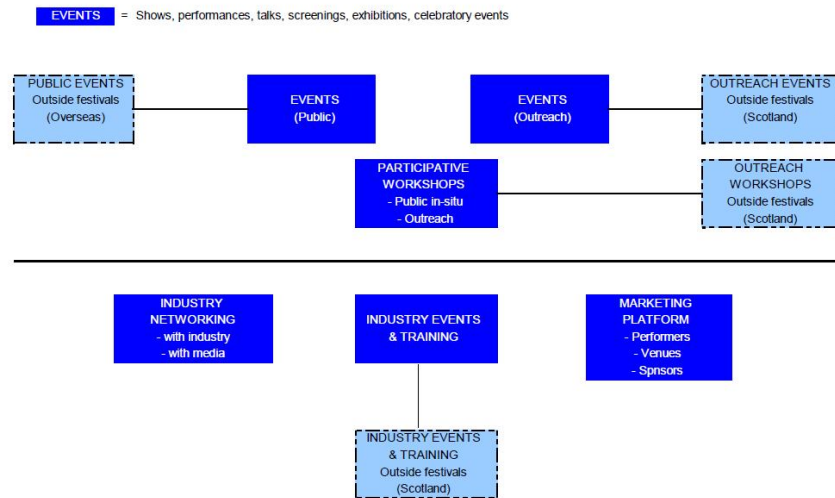 EVENTS = Shows, performances, talks, screenings, exhibitions, celebratory events
PUBLIC EVENTS
Outside festivals
(Overseas)
EVENTS
(Public)
EVENTS
(Outreach)
OUTREACH EVENTS
Outside festivals
(Scotland)
PARTICIPATIVE
WORKSHOPS
- Public in-situ
- Outreach
OUTREACH
WORKSHOPS
Outside festivals
(Scotland)
INDUSTRY
NETWORKING
- with industry
- with media
INDUSTRY EVENTS
& TRAINING
MARKETING
PLATFORM
- Performers
- Venues
- Spnsors
INDUSTRY EVENTS
& TRAINING
Outside festivals
(Scotland)